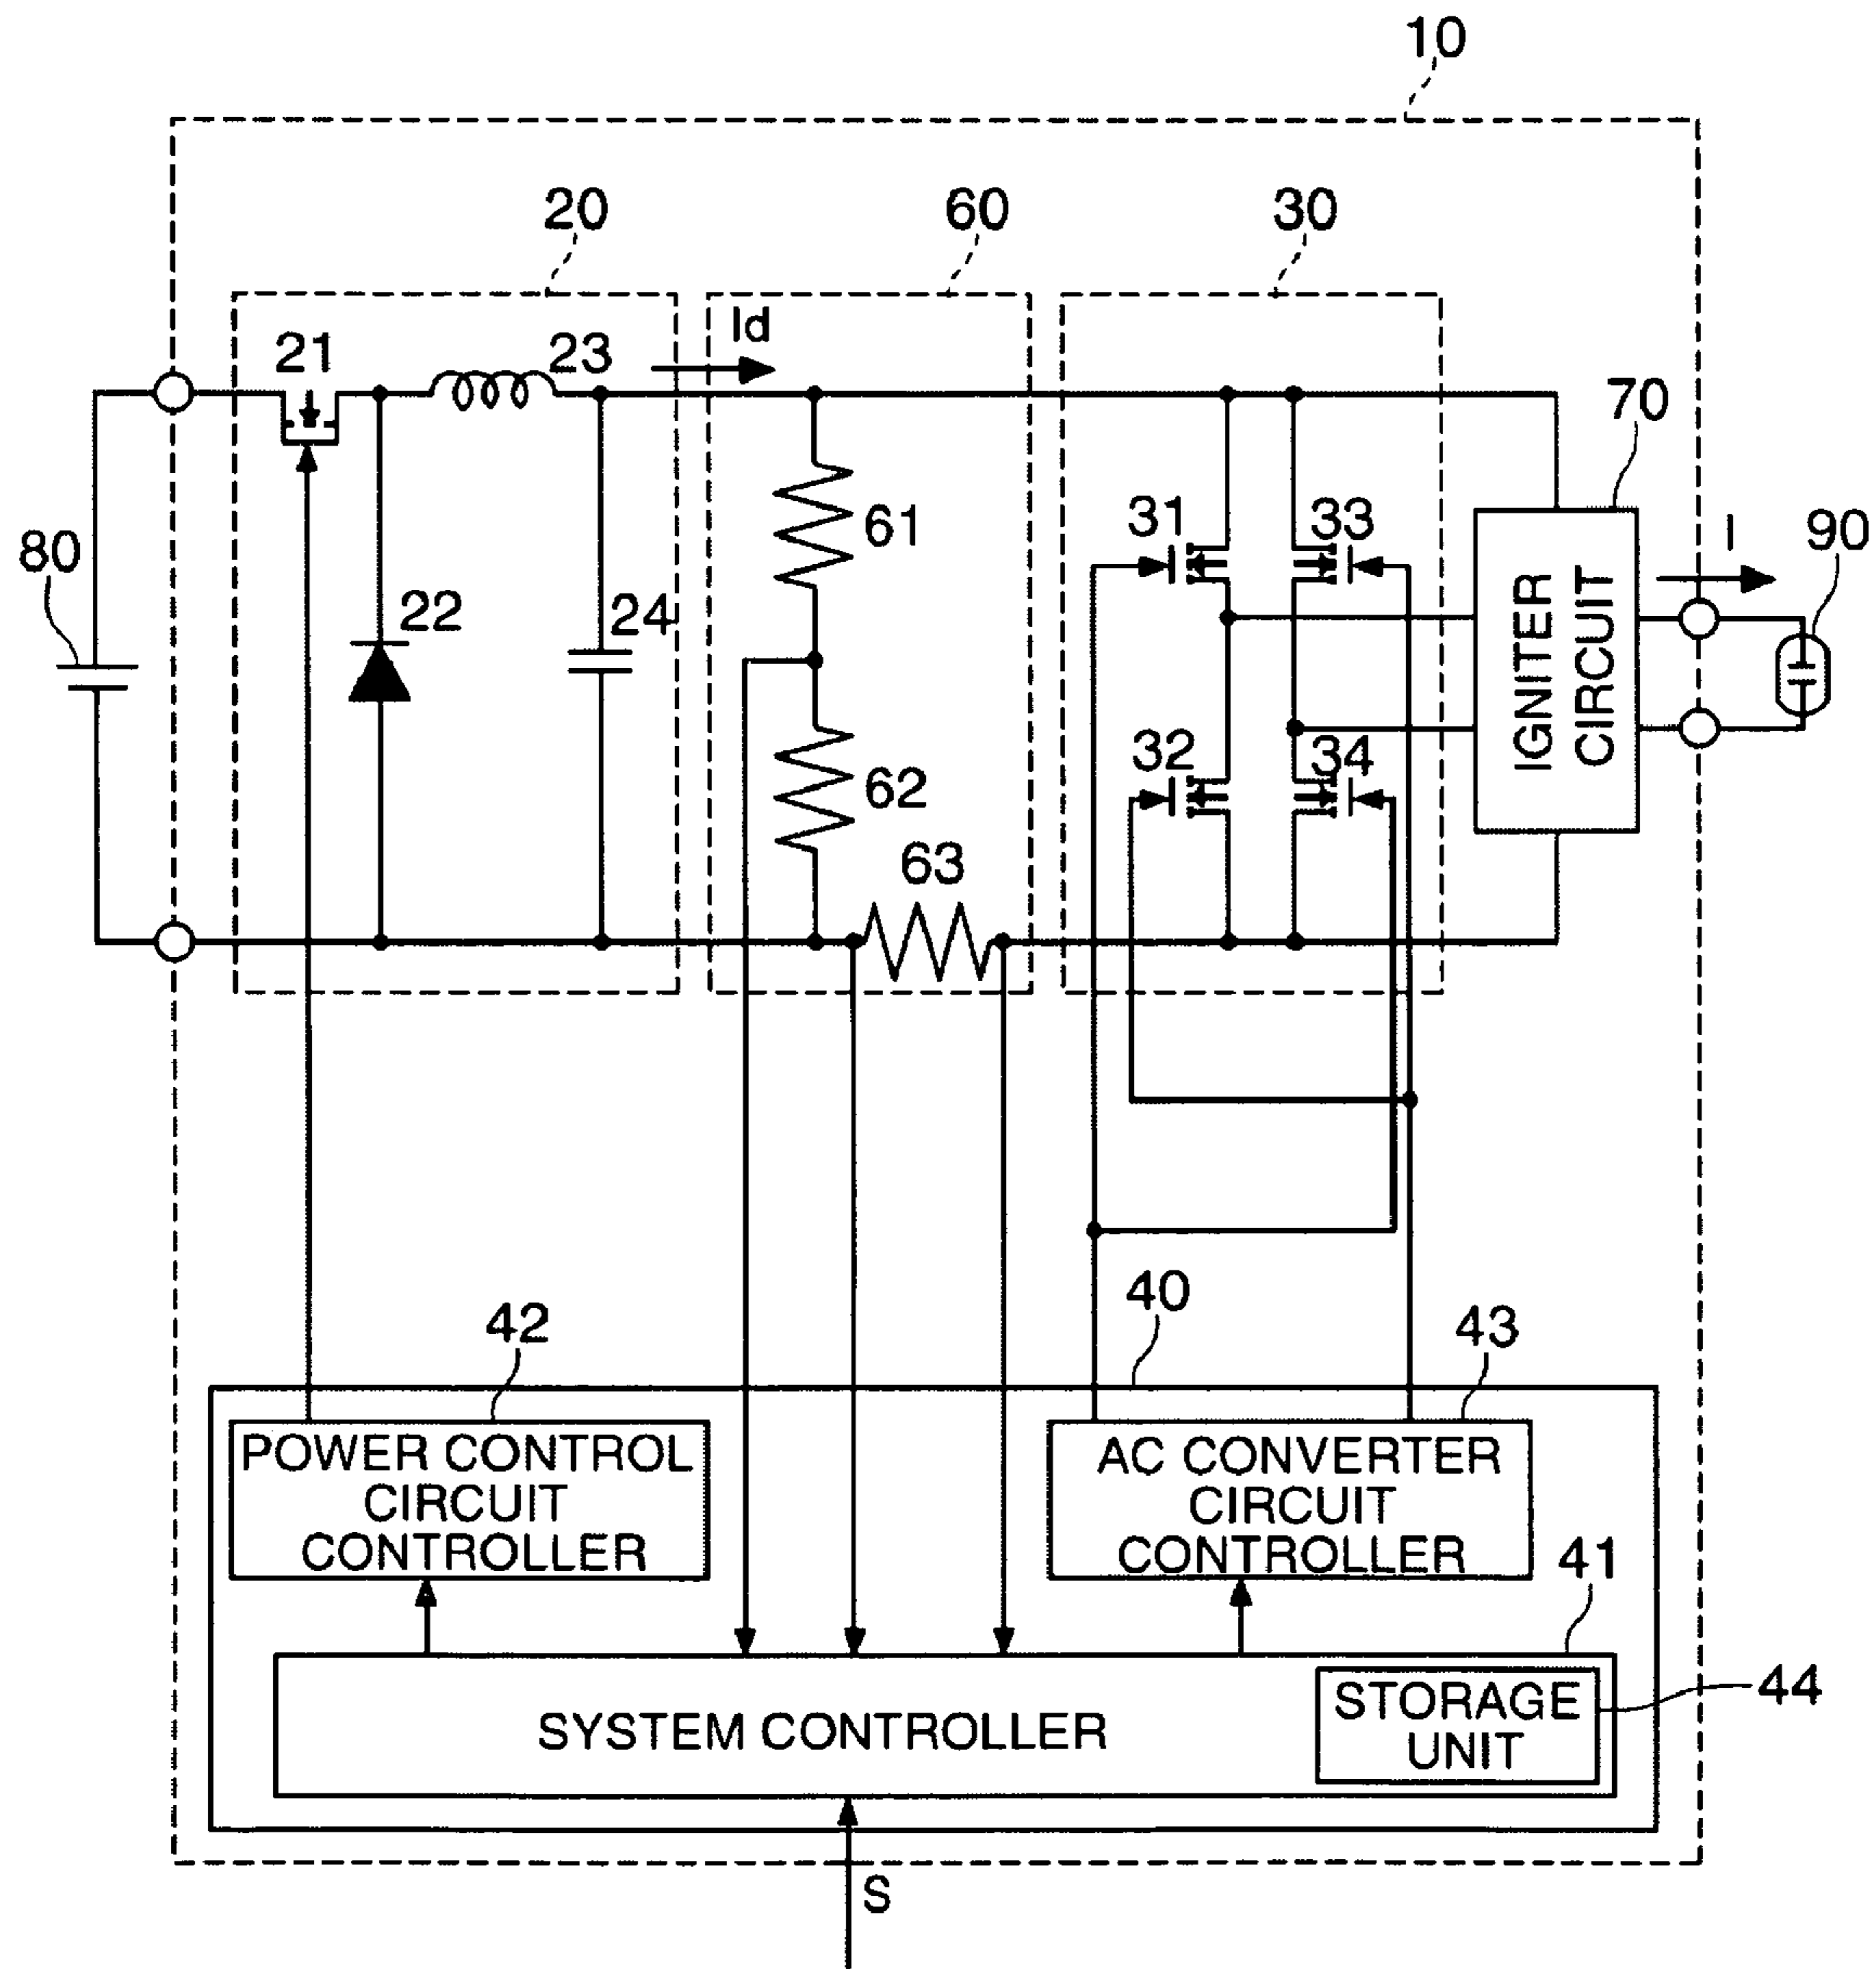 10
20
60
30
Id
21
23
70
80
22
24
61
31
33
I
90
IGNITER
CIRCUIT
62
32
34
63
40
42
43
POWER CONTROL
CIRCUIT
CONTROLLER
AC CONVERTER
CIRCUIT
CONTROLLER
41
SYSTEM CONTROLLER
STORAGE
UNIT
44
S